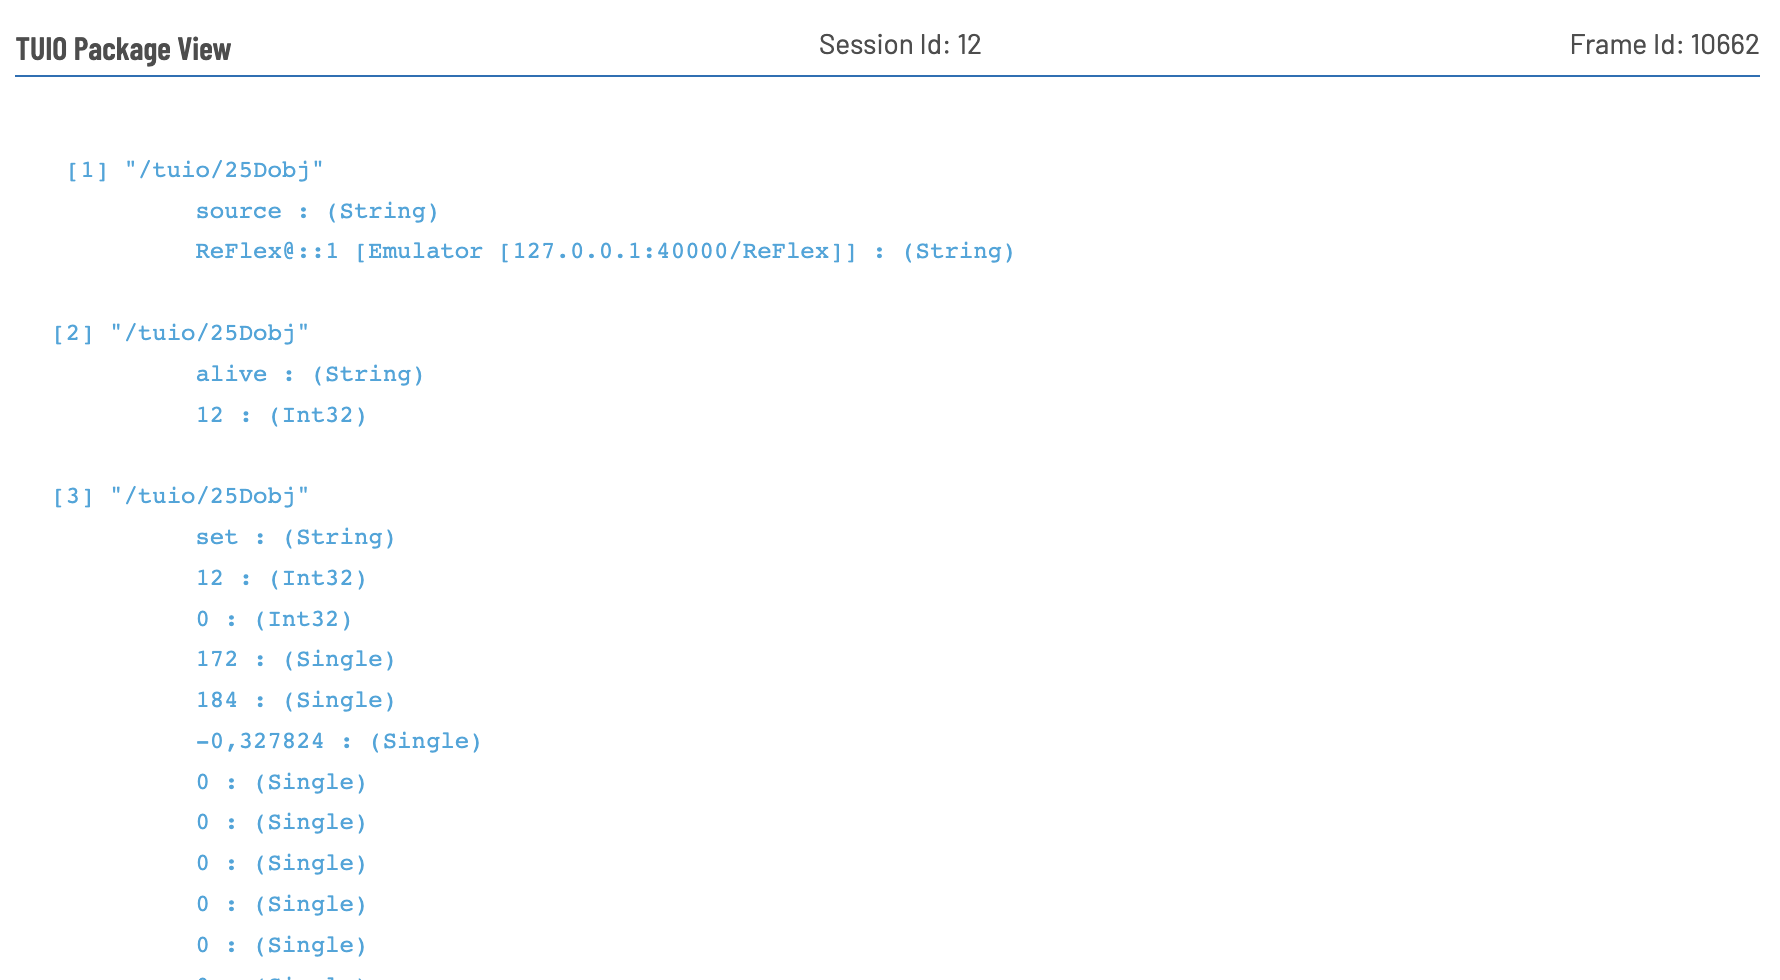 TUIO Package View
Session Id: 12
Frame Id: 10662
[1] "/tuio/25Dobj"
source : (String)
ReFlex@::1 [Emulator [127.0.0.1:40000/ReFlex]] : (String)
[2] "/tuio/25Dobj"
alive : (String)
12 : (Int32)
[3] "/tuio/25Dobj"
set : (String)
12 : (Int32)
0 : (Int32)
172 : (Single)
184 : (Single)
-0,327824 : (Single)
0 : (Single)
0 : (Single)
0 : (Single)
0 : (Single)
0 : (Single)